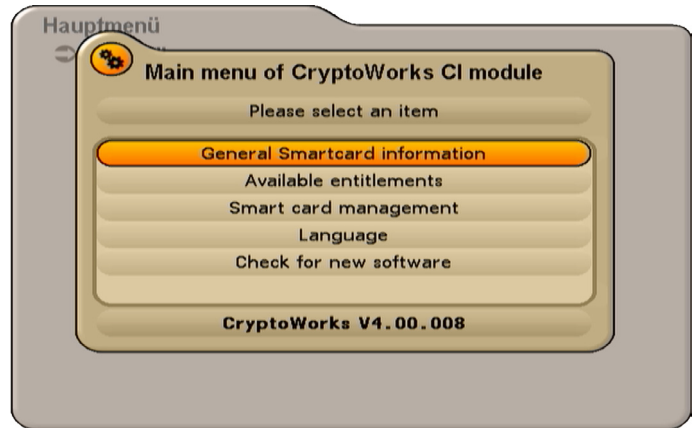 Hauptmenü
Main menu of CryptoWorks CI module
Please select an item
General Smartcard information
Available entitlements
Smart card management
Language
Check for new software
CryptoWorks V4.00.008